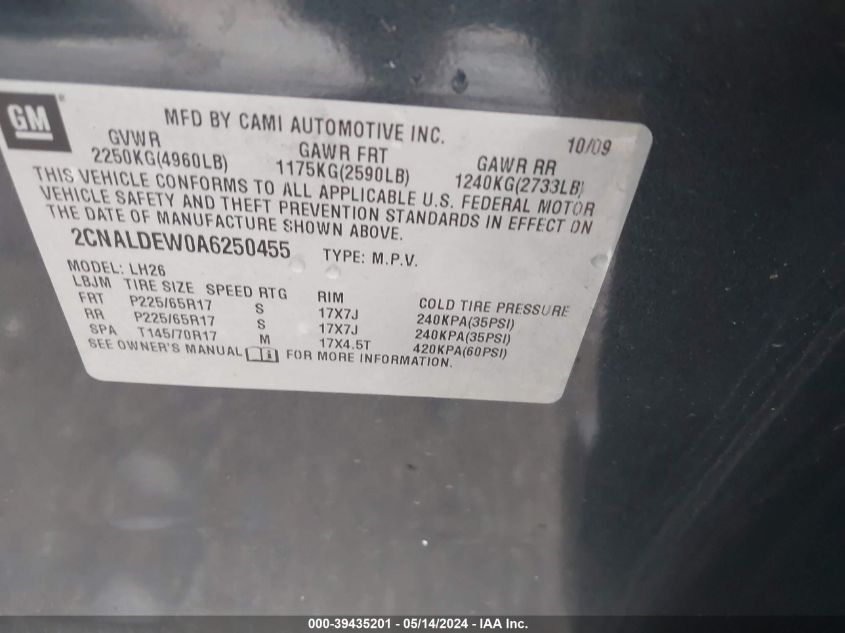 GM
MFD BY CAMI AUTOMOTIVE INC. 10/09
GVWR GAWR FRT GAWR RR
2250KG(4960LB) 1175KG(2590LB) 1240KG(2733LB)
THIS VEHICLE CONFORMS TO ALL APPLICABLE U.S. FEDERAL MOTOR
VEHICLE SAFETY AND THEFT PREVENTION STANDARDS IN EFFECT ON
THE DATE OF MANUFACTURE SHOWN ABOVE.
2CNALDEW0A6250455 TYPE: M.P.V.
MODEL: LH26
LBJM TIRE SIZE SPEED RTG RIM COLD TIRE PRESSURE
FRT P225/65R17 S 17X7J 240KPA(35PSI)
RR P225/65R17 S 17X7J 240KPA(35PSI)
SPA T145/70R17 M 17X4.5T 420KPA(60PSI)
SEE OWNER'S MANUAL FOR MORE INFORMATION.
000-39435201 - 05/14/2024 - IAA Inc.